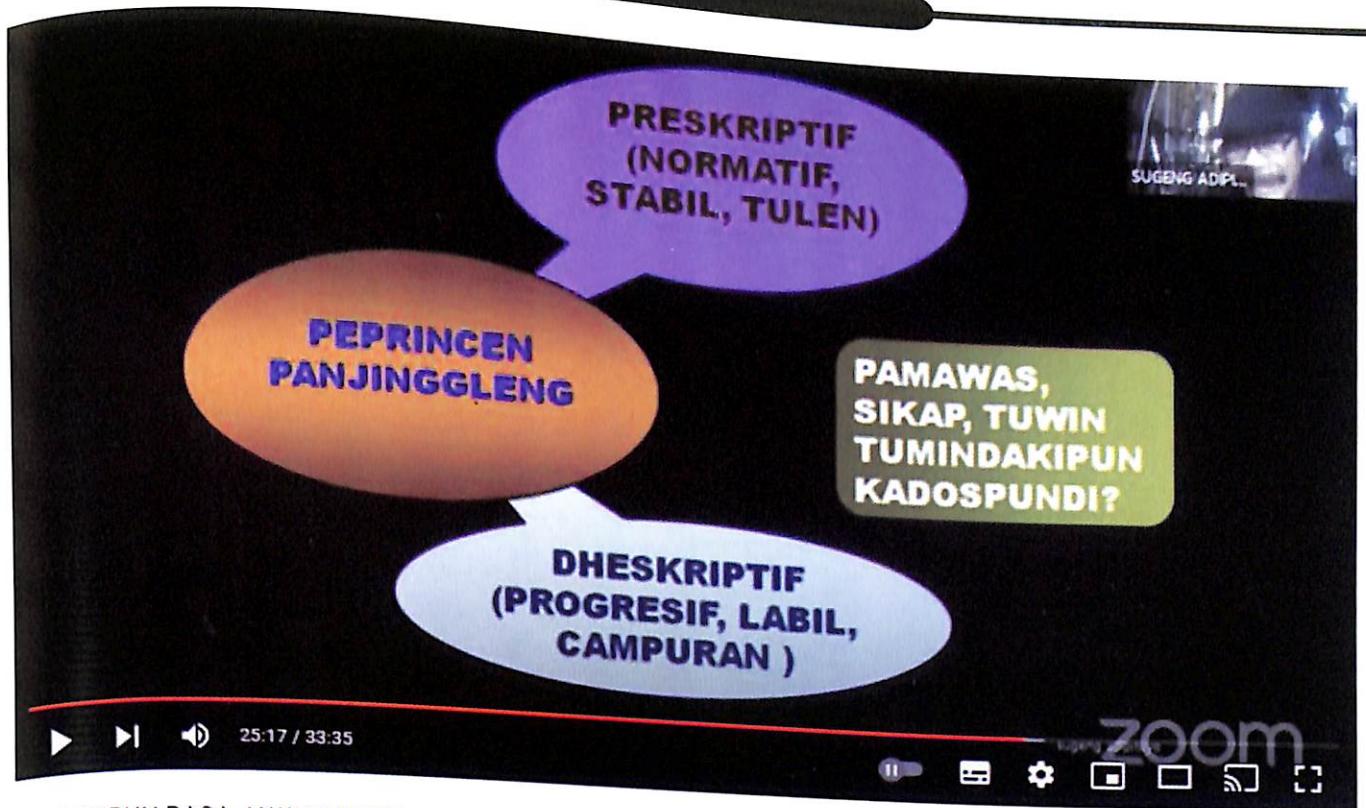 PRESKRIPTIF
(NORMATIF,
STABIL, TULEN)
SUGENG ADIPI...
PEPRINCEN
PANJINGGLENG
PAMAWAS,
SIKAP, TUWIN
TUMINDAKIPUN
KADOSPUNDI?
DHESKRIPTIF
(PROGRESIF, LABIL,
CAMPURAN )
25:17 / 33:35
zoom